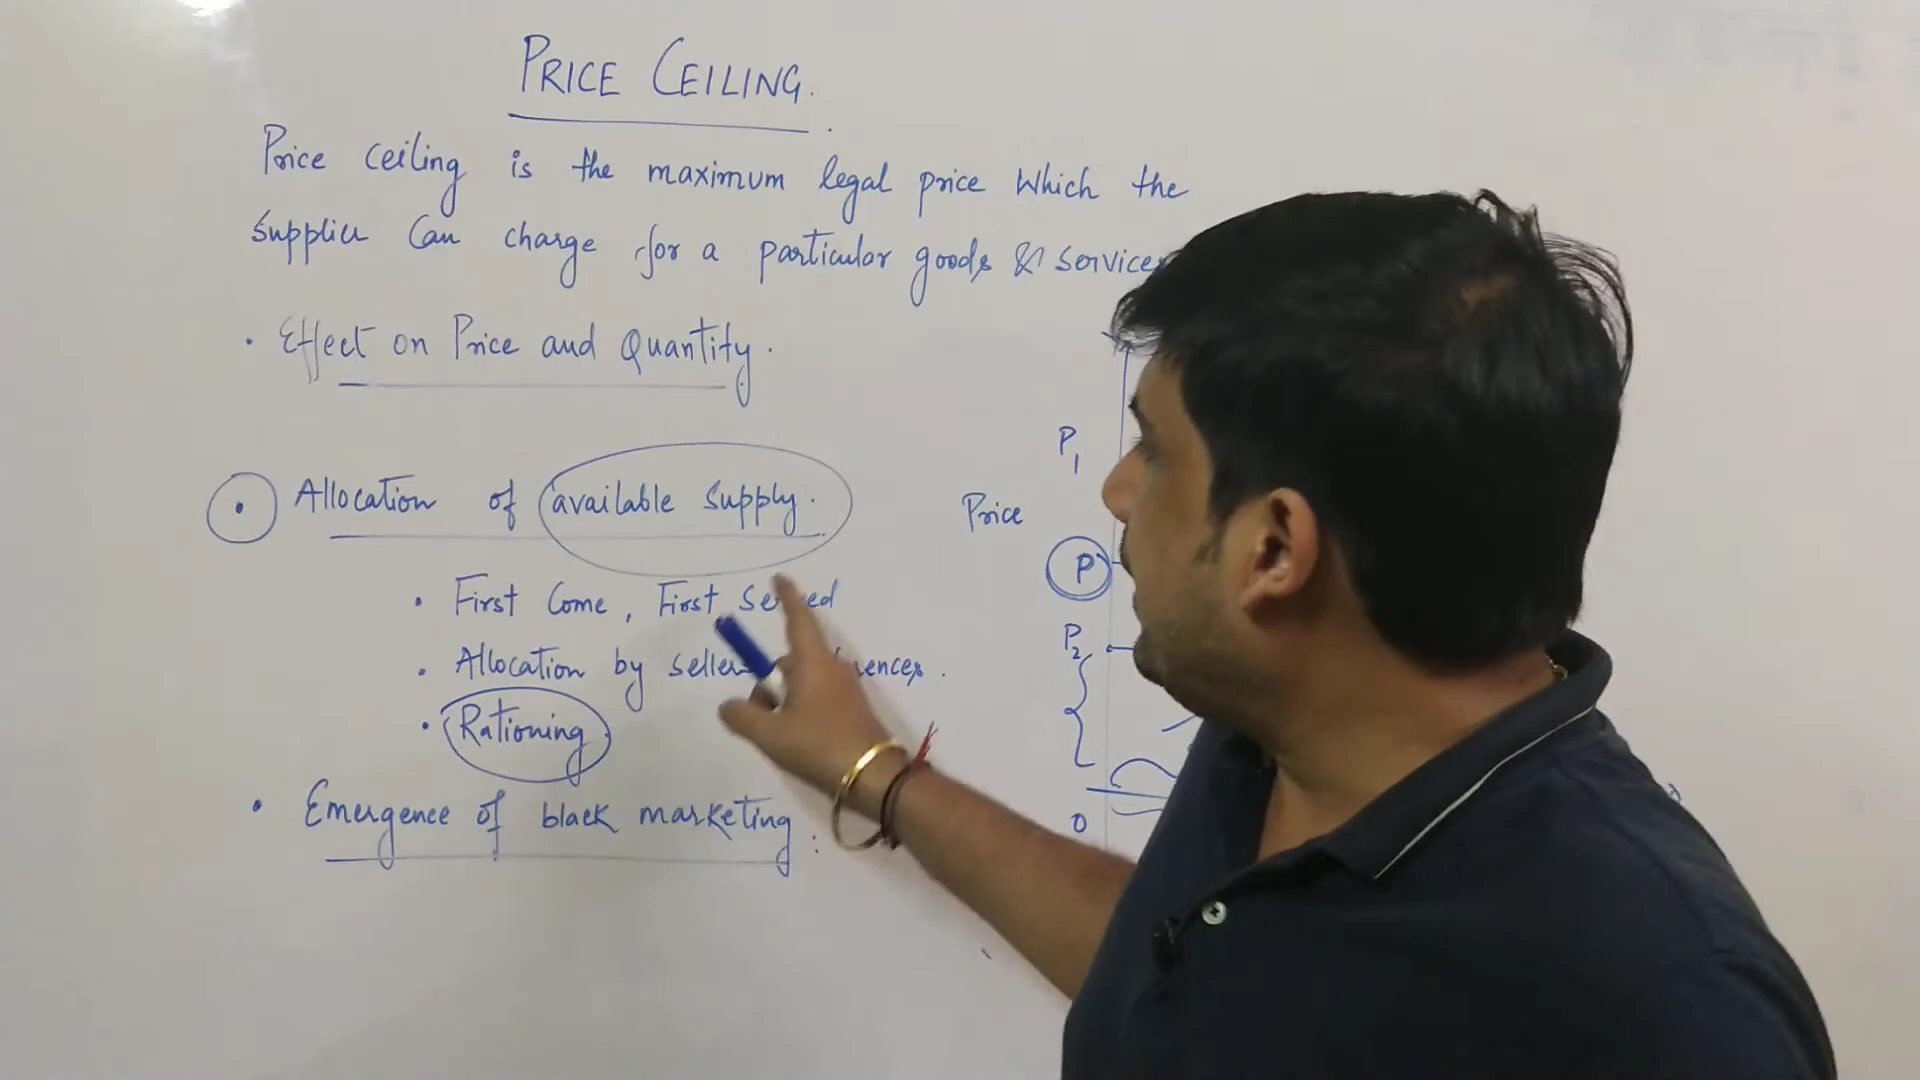 PRICE CEILING.
Price ceiling is the maximum legal price which the
supplier can charge for a particular goods & services
• Effect on Price and Quantity.
• Allocation of available supply.
• First Come, First Served
• Allocation by
• Rationing
• Emergence of black marketing.
P1
Price
P
P2
0